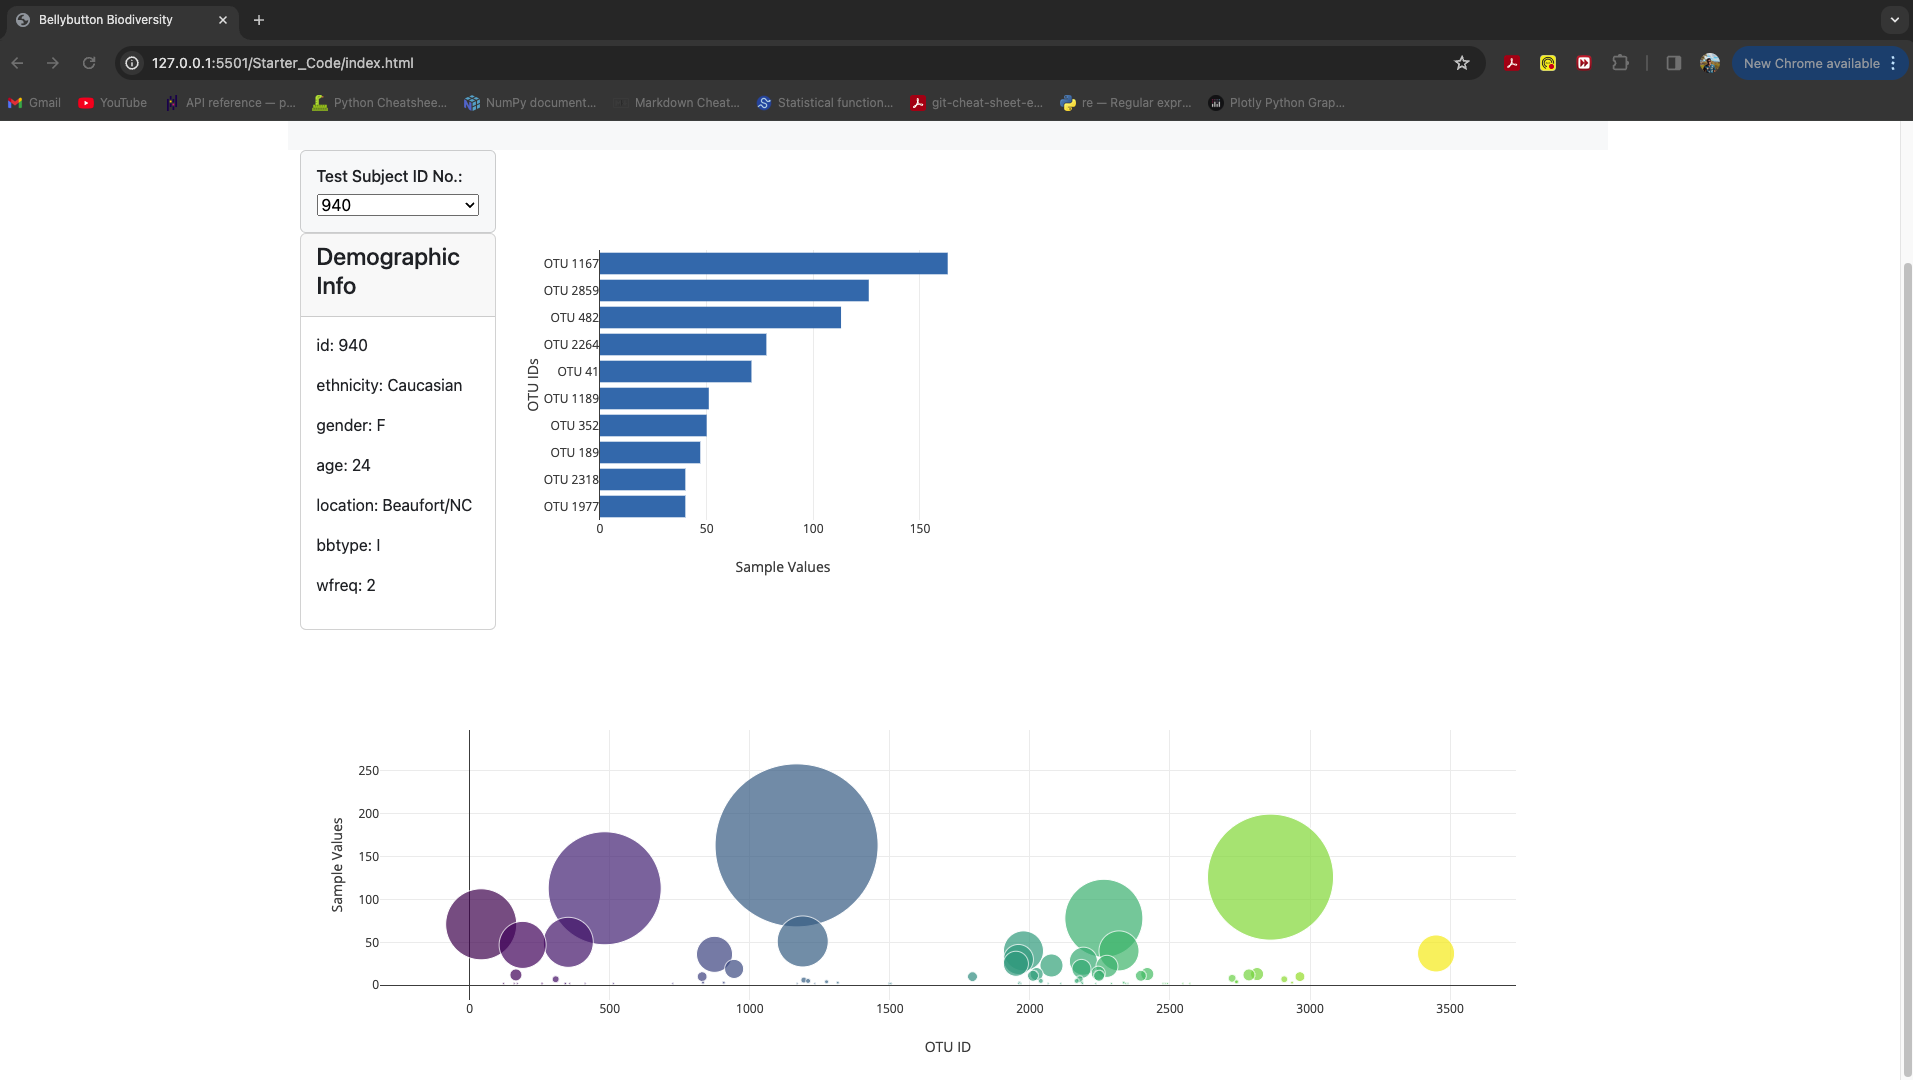 Bellybutton Biodiversity
127.0.0.1:5501/Starter_Code/index.html
New Chrome available
Gmail
YouTube
API reference — p...
Python Cheatshee...
NumPy document...
Markdown Cheat...
Statistical function...
git-cheat-sheet-e...
re — Regular expr...
Plotly Python Grap...
Test Subject ID No.:
940
Demographic
Info
id: 940
ethnicity: Caucasian
gender: F
age: 24
location: Beaufort/NC
bbtype: I
wfreq: 2
OTU IDs
OTU 1167
OTU 2859
OTU 482
OTU 2264
OTU 41
OTU 1189
OTU 352
OTU 189
OTU 2318
OTU 1977
0 50 100 150
Sample Values
Sample Values
250
200
150
100
50
0
0 500 1000 1500 2000 2500 3000 3500
OTU ID